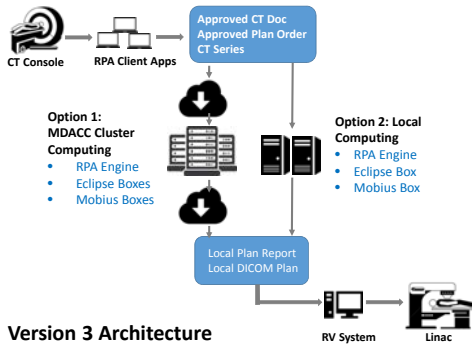 Approved CT Doc
Approved Plan Order
CT Series
CT Console
RPA Client Apps
Option 1:
MDACC Cluster
Computing
• RPA Engine
• Eclipse Boxes
• Mobius Boxes
Option 2: Local
Computing
• RPA Engine
• Eclipse Box
• Mobius Box
Local Plan Report
Local DICOM Plan
RV System
Linac
Version 3 Architecture